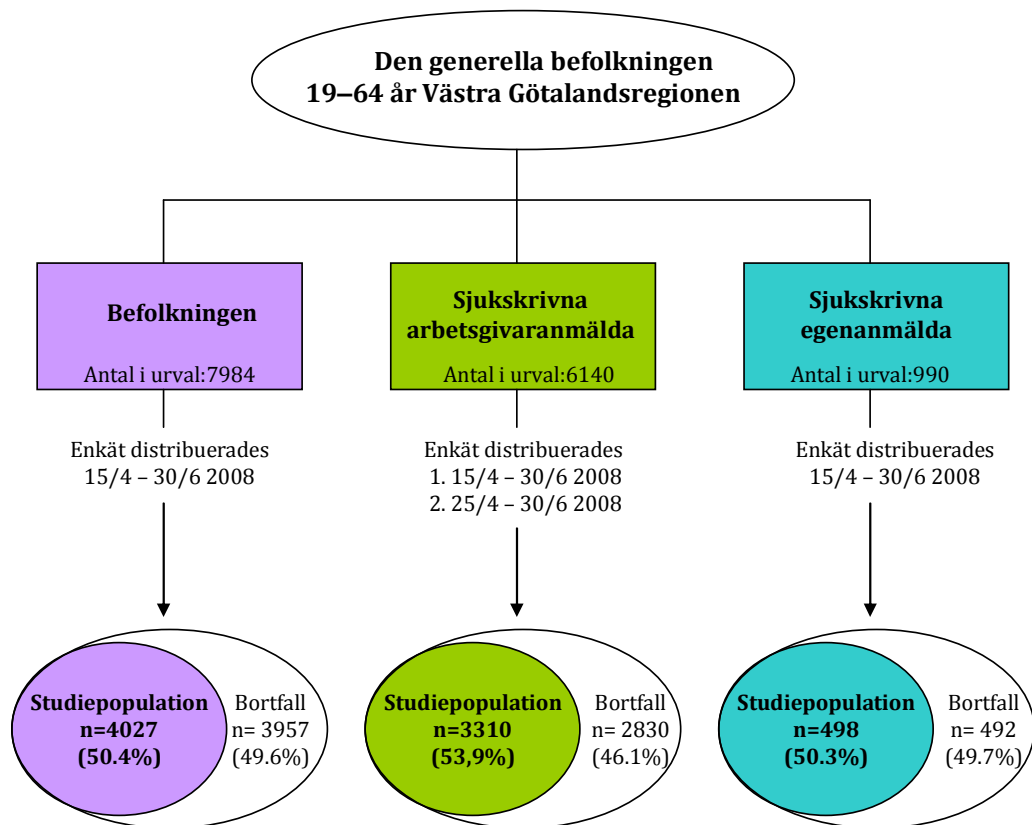 Den generella befolkningen
19–64 år Västra Götalandsregionen
Befolkningen
Antal i urval:7984
Sjukskrivna
arbetsgivaranmälda
Antal i urval:6140
Sjukskrivna
egenanmälda
Antal i urval:990
Enkät distribuerades
15/4 – 30/6 2008
Enkät distribuerades
1. 15/4 – 30/6 2008
2. 25/4 – 30/6 2008
Enkät distribuerades
15/4 – 30/6 2008
Studiepopulation
n=4027
(50.4%)
Bortfall
n= 3957
(49.6%)
Studiepopulation
n=3310
(53,9%)
Bortfall
n= 2830
(46.1%)
Studiepopulation
n=498
(50.3%)
Bortfall
n= 492
(49.7%)